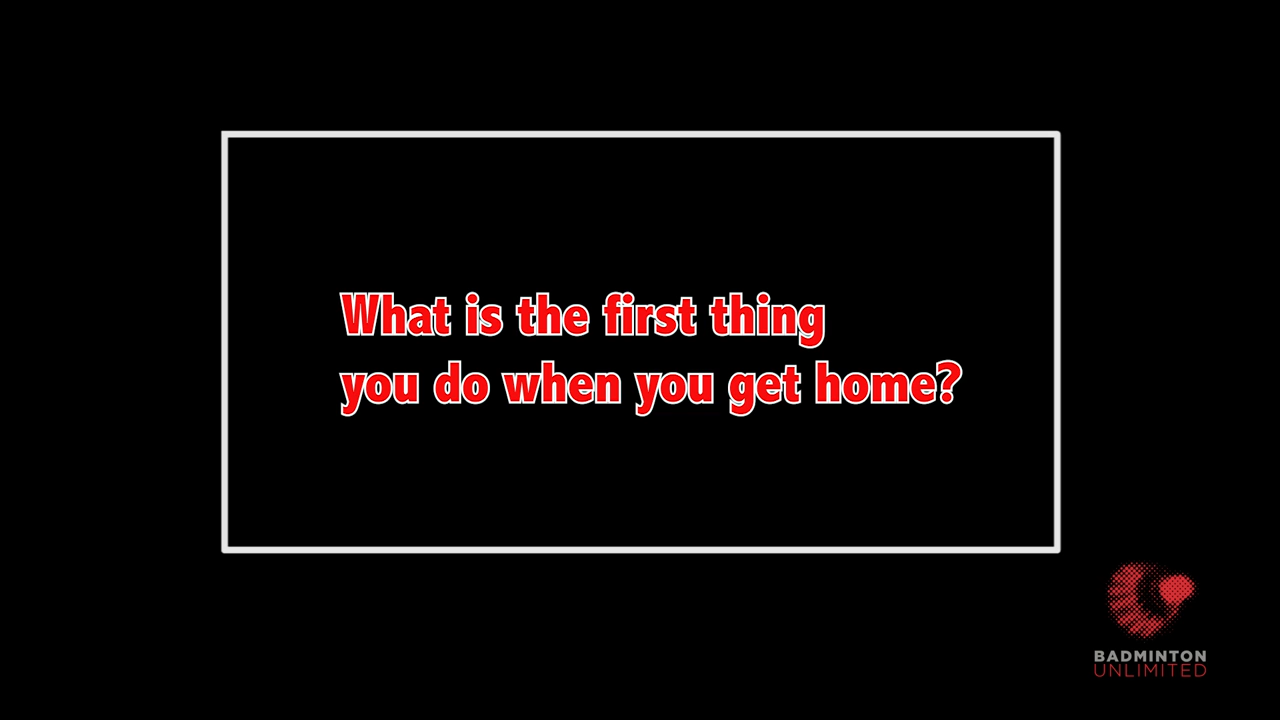 What is the first thing
you do when you get home?
BADMINTON
UNLIMITED